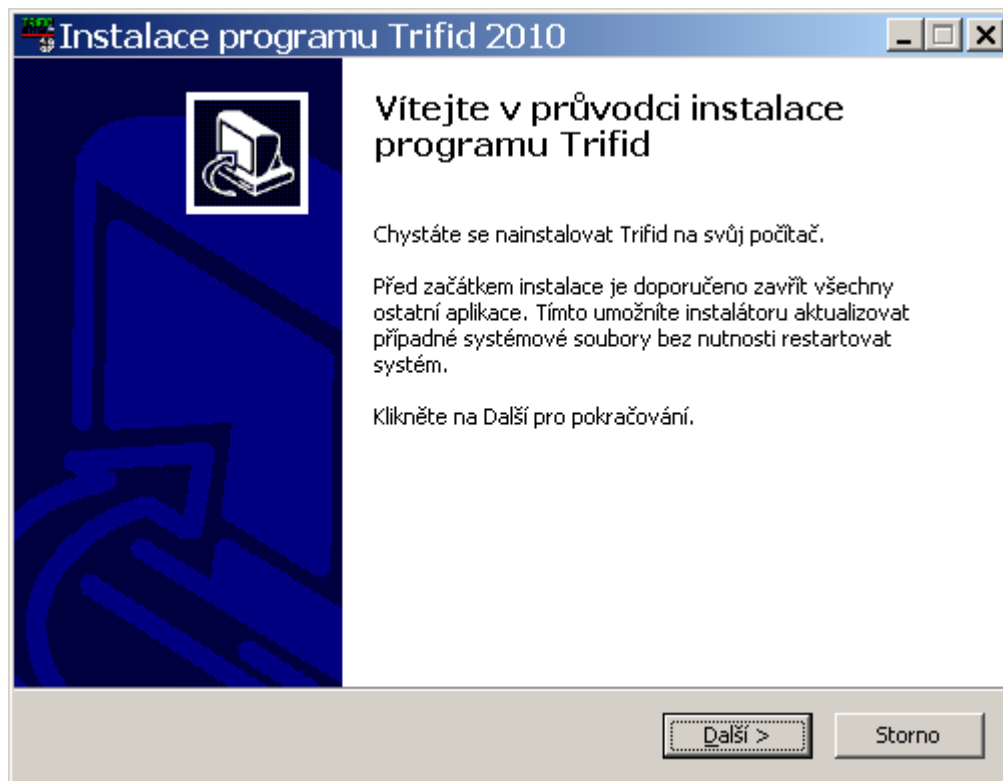 Instalace programu Trifid 2010
Vítejte v průvodci instalace
programu Trifid
Chystáte se nainstalovat Trifid na svůj počítač.
Před začátkem instalace je doporučeno zavřít všechny
ostatní aplikace. Tímto umožníte instalátoru aktualizovat
případné systémové soubory bez nutnosti restartovat
systém.
Klikněte na Další pro pokračování.
Další >
Storno